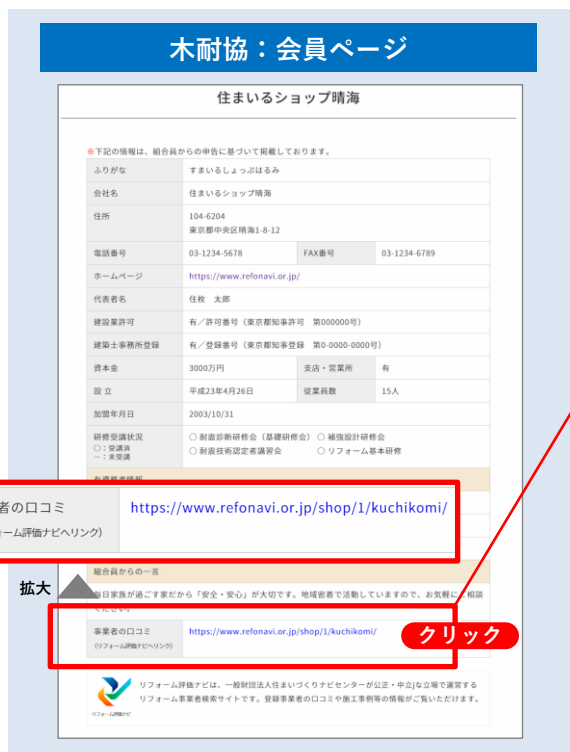 木耐協：会員ページ
住まいるショップ晴海
※下記の情報は、組合員からの申告に基づいて掲載しております。
ふりがな　すまいるしょっぷはるみ
会社名　住まいるショップ晴海
住所　104-6204
東京都中央区晴海1-8-12
電話番号　03-1234-5678　FAX番号　03-1234-6789
ホームページ　https://www.refonavi.or.jp/
代表者名　住枚　太郎
建設業許可　有／許可番号（東京都知事許可　第000000号）
建築士事務所登録　有／登録番号（東京都知事登録　第0-0000-0000号）
資本金　3000万円　支店・営業所　有
設立　平成23年4月26日　従業員数　15人
加盟年月日　2003/10/31
研修受講状況　○ 耐震診断研修会（基礎研修会）　○ 補強設計研修会
○：受講済　○ 耐震技術認定者講習会　○ リフォーム基本研修
－：未受講
者の口コミ　https://www.refonavi.or.jp/shop/1/kuchikomi/
ォーム評価ナビへリンク）
組合員からの一言
拡大
毎日家族が過ごす家だから「安全・安心」が大切です。地域密着で活動していますので、お気軽にご相談
ください。
事業者の口コミ　https://www.refonavi.or.jp/shop/1/kuchikomi/
（リフォーム評価ナビへリンク）
クリック
リフォーム評価ナビは、一般財団法人住まいづくりナビセンターが公正・中立な立場で運営する
リフォーム事業者検索サイトです。登録事業者の口コミや施工事例等の情報がご覧いただけます。
リフォーム評価ナビ